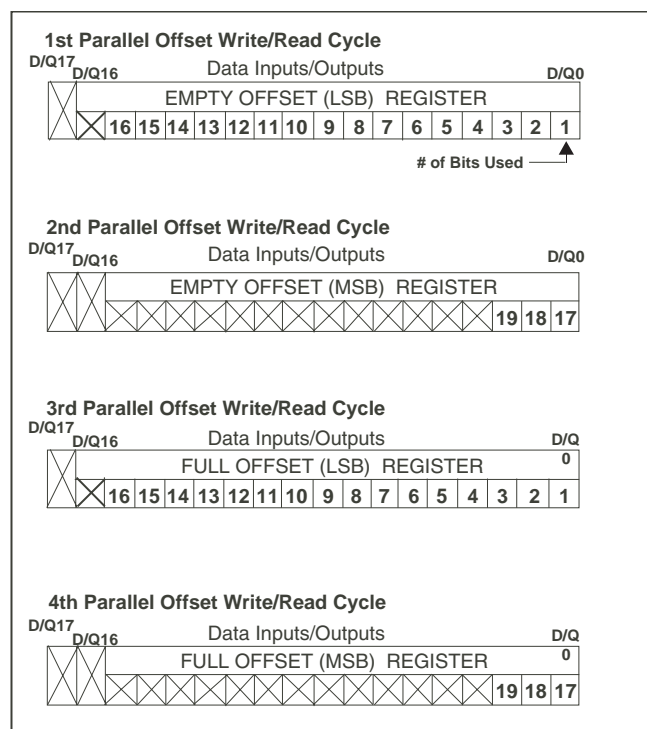 1st Parallel Offset Write/Read Cycle
D/Q17 D/Q16 Data Inputs/Outputs D/Q0
EMPTY OFFSET (LSB) REGISTER
16 15 14 13 12 11 10 9 8 7 6 5 4 3 2 1
# of Bits Used
2nd Parallel Offset Write/Read Cycle
D/Q17 D/Q16 Data Inputs/Outputs D/Q0
EMPTY OFFSET (MSB) REGISTER
19 18 17
3rd Parallel Offset Write/Read Cycle
D/Q17 D/Q16 Data Inputs/Outputs D/Q
0
FULL OFFSET (LSB) REGISTER
16 15 14 13 12 11 10 9 8 7 6 5 4 3 2 1
4th Parallel Offset Write/Read Cycle
D/Q17 D/Q16 Data Inputs/Outputs D/Q
0
FULL OFFSET (MSB) REGISTER
19 18 17